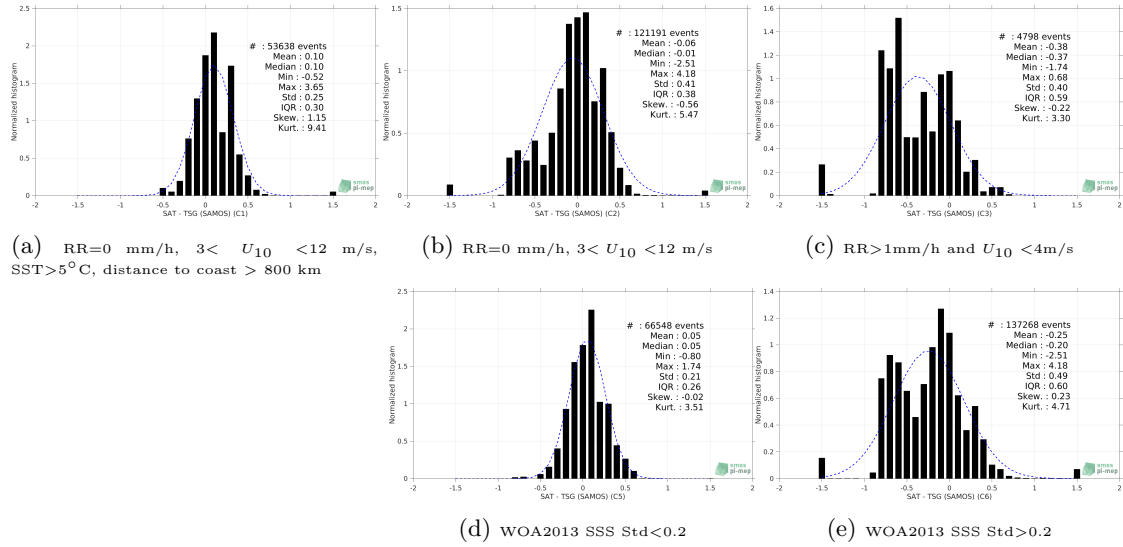 2.5
2
1.5
1
0.5
0
-2
-1.5
-1
-0.5
0
0.5
1
1.5
2
Normalized histogram
SAT - TSG (SAMOS) (C1)
# : 53638 events
Mean : 0.10
Median : 0.10
Min : -0.52
Max : 3.65
Std : 0.25
IQR : 0.30
Skew. : 1.15
Kurt. : 9.41
smos
pi-mep
(a) RR=0 mm/h, 3< U10 <12 m/s,
SST>5°C, distance to coast > 800 km
1.5
1
0.5
0
-2
-1.5
-1
-0.5
0
0.5
1
1.5
2
Normalized histogram
SAT - TSG (SAMOS) (C2)
# : 121191 events
Mean : -0.06
Median : -0.01
Min : -2.51
Max : 4.18
Std : 0.41
IQR : 0.38
Skew. : -0.56
Kurt. : 5.47
smos
pi-mep
(b) RR=0 mm/h, 3< U10 <12 m/s
1.6
1.4
1.2
1
0.8
0.6
0.4
0.2
0
-2
-1.5
-1
-0.5
0
0.5
1
1.5
2
Normalized histogram
SAT - TSG (SAMOS) (C3)
# : 4798 events
Mean : -0.38
Median : -0.37
Min : -1.74
Max : 0.68
Std : 0.40
IQR : 0.59
Skew. : -0.22
Kurt. : 3.30
smos
pi-mep
(c) RR>1mm/h and U10 <4m/s
2.5
2
1.5
1
0.5
0
-2
-1.5
-1
-0.5
0
0.5
1
1.5
2
Normalized histogram
SAT - TSG (SAMOS) (C5)
# : 66548 events
Mean : 0.05
Median : 0.05
Min : -0.80
Max : 1.74
Std : 0.21
IQR : 0.26
Skew. : -0.02
Kurt. : 3.51
smos
pi-mep
(d) WOA2013 SSS Std<0.2
1.4
1.2
1
0.8
0.6
0.4
0.2
0
-2
-1.5
-1
-0.5
0
0.5
1
1.5
2
Normalized histogram
SAT - TSG (SAMOS) (C6)
# : 137268 events
Mean : -0.25
Median : -0.20
Min : -2.51
Max : 4.18
Std : 0.49
IQR : 0.60
Skew. : 0.23
Kurt. : 4.71
smos
pi-mep
(e) WOA2013 SSS Std>0.2